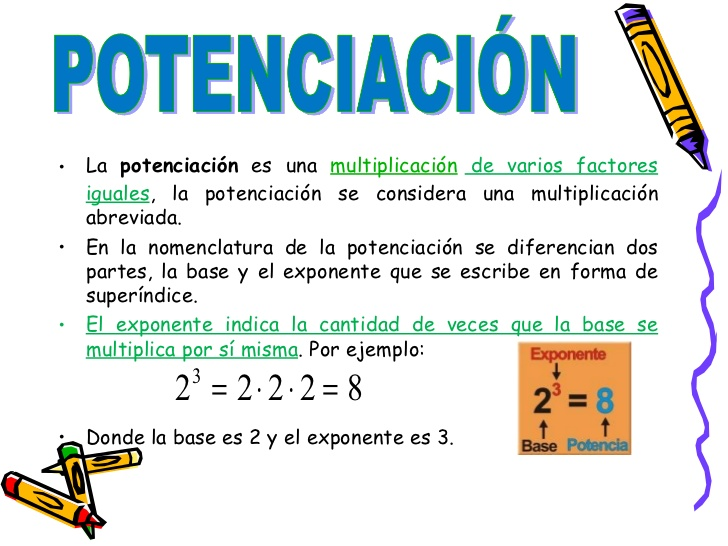 POTENCIACIÓN
• La potenciación es una multiplicación de varios factores
iguales, la potenciación se considera una multiplicación
abreviada.
• En la nomenclatura de la potenciación se diferencian dos
partes, la base y el exponente que se escribe en forma de
superíndice.
• El exponente indica la cantidad de veces que la base se
multiplica por sí misma. Por ejemplo:
2³ = 2·2·2 = 8
Exponente
2³ = 8
Base Potencia
• Donde la base es 2 y el exponente es 3.